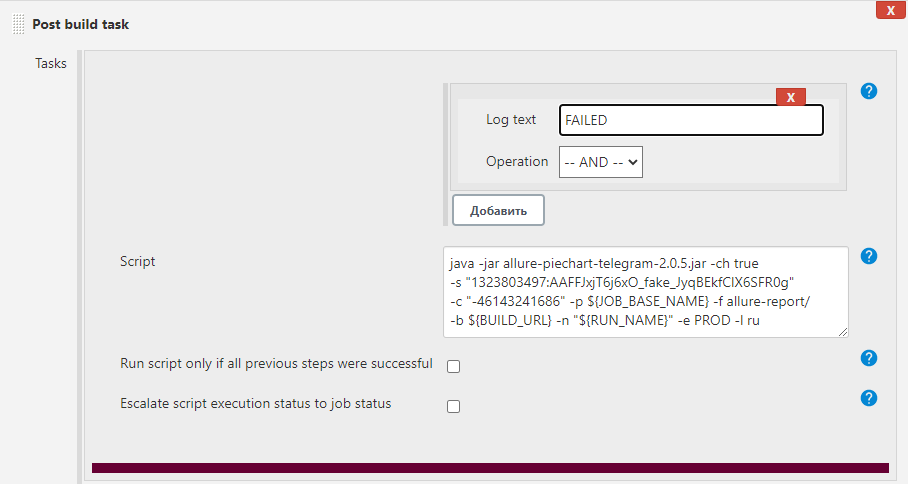 X
Post build task
Tasks
X
Log text FAILED
Operation -- AND --
Добавить
Script
java -jar allure-piechart-telegram-2.0.5.jar -ch true
-s "1323803497:AAFFJxjT6j6xO_fake_JyqBEkfCIX6SFR0g"
-c "-46143241686" -p ${JOB_BASE_NAME} -f allure-report/
-b ${BUILD_URL} -n "${RUN_NAME}" -e PROD -l ru
Run script only if all previous steps were successful
Escalate script execution status to job status